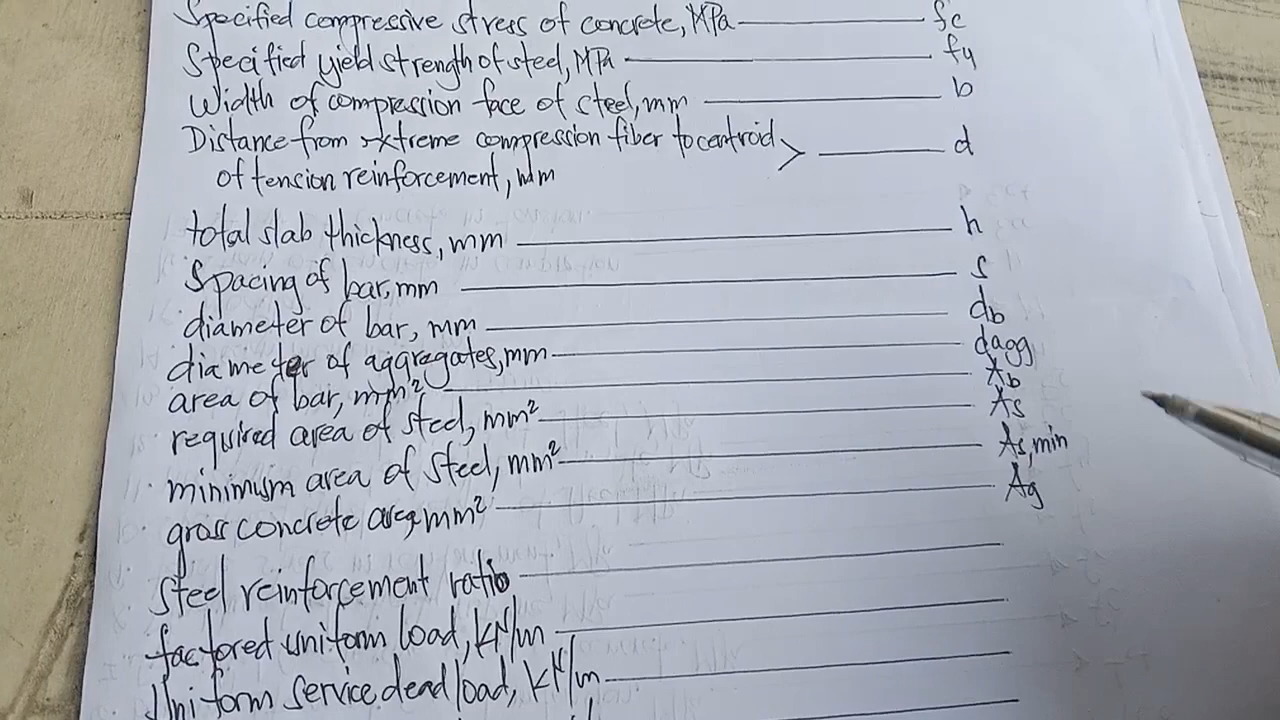 Specified compressive stress of concrete, MPa fc
Specified yield strength of steel, MPa fy
Width of compression face of steel, mm b
Distance from extreme compression fiber to centroid > d
of tension reinforcement, mm
total slab thickness, mm h
Spacing of bar, mm s
diameter of bar, mm db
diameter of aggregates, mm dagg
area of bar, mm² Ab
required area of steel, mm² As
minimum area of steel, mm² As,min
gross concrete area, mm² Ag
Steel reinforcement ratio
factored uniform load, kN/m
Uniform service dead load, kN/m